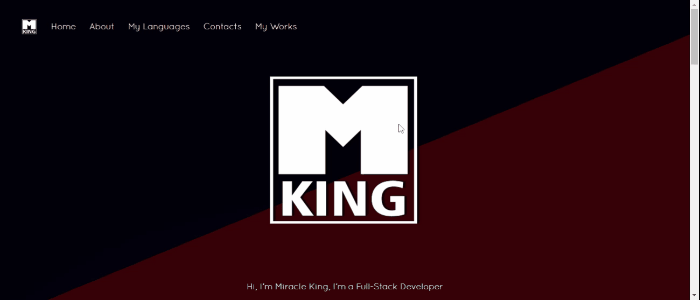 M KING Home About My Languages Contacts My Works
M
KING
Hi, I'm Miracle King, I'm a Full-Stack Developer